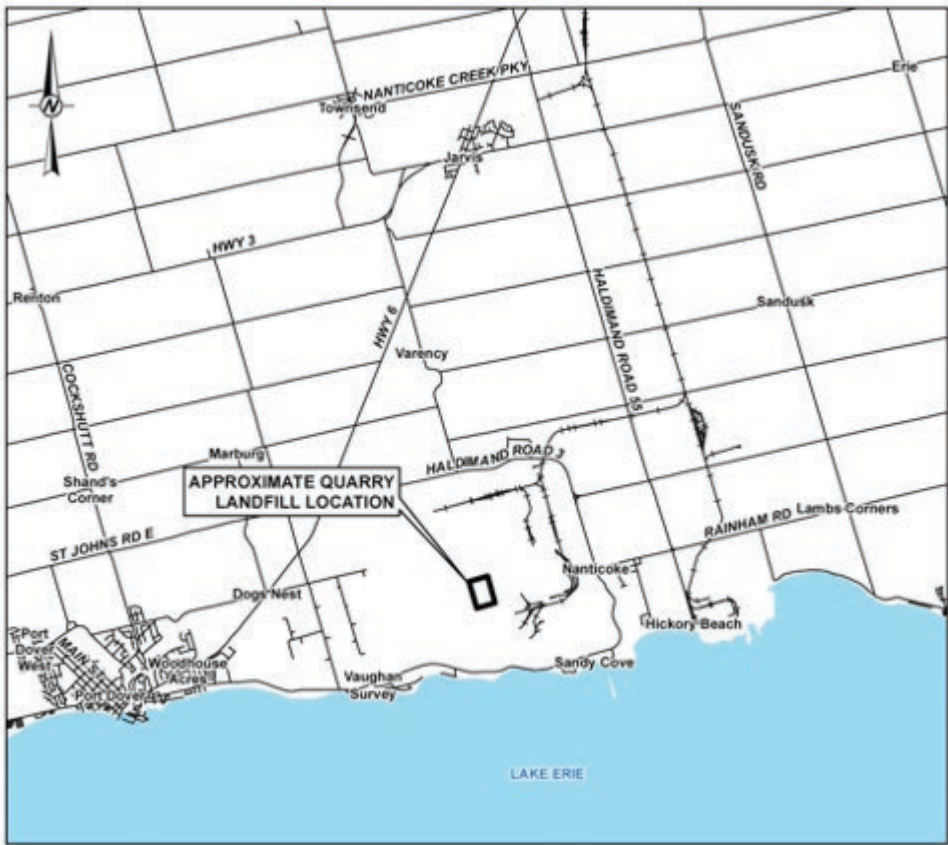 N
NANTICOKE CREEK PKY
Townsend
Erie
Jarvis
SANDUSK RD
HWY 3
Renton
HWY 6
HALDIMAND ROAD 55
Sandusk
Varency
COCKSHUTT RD
Marburg
HALDIMAND ROAD 3
Shand's
Corner
APPROXIMATE QUARRY
LANDFILL LOCATION
Lambs Corners
RAINHAM RD
ST JOHNS RD E
Nanticoke
Dogs Nest
Hickory Beach
Port
Dover
West
MAIN ST
Woodhouse
Acres
Sandy Cove
Vaughan
Survey
Port Dover
LAKE ERIE